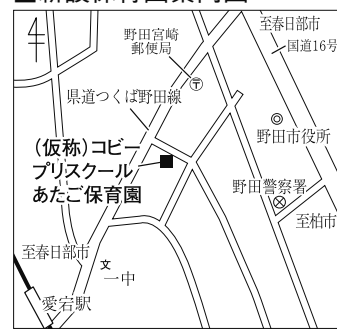 至春日部市
国道16号
野田宮崎
郵便局
県道つくば野田線
野田市役所
(仮称)コビー
プリスクール
あたご保育園
野田警察署
至柏市
至春日部市
文
一中
愛宕駅